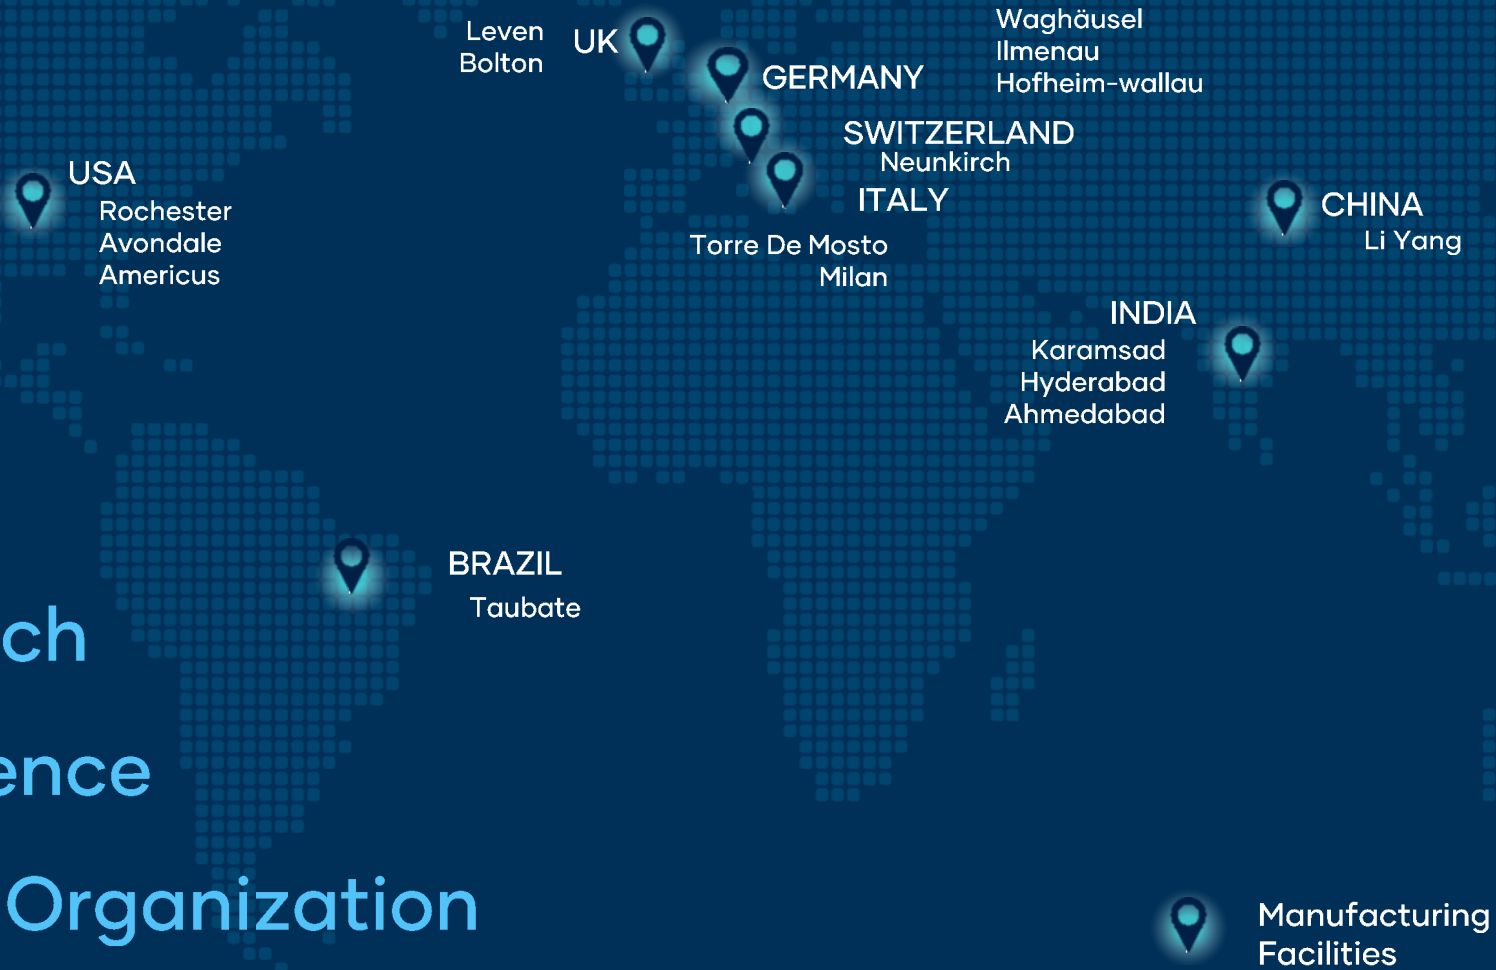 Leven
Bolton
UK
Waghäusel
Ilmenau
Hofheim-wallau
GERMANY
SWITZERLAND
Neunkirch
ITALY
Torre De Mosto
Milan
USA
Rochester
Avondale
Americus
CHINA
Li Yang
INDIA
Karamsad
Hyderabad
Ahmedabad
BRAZIL
Taubate
ch
ence
Organization
Manufacturing
Facilities